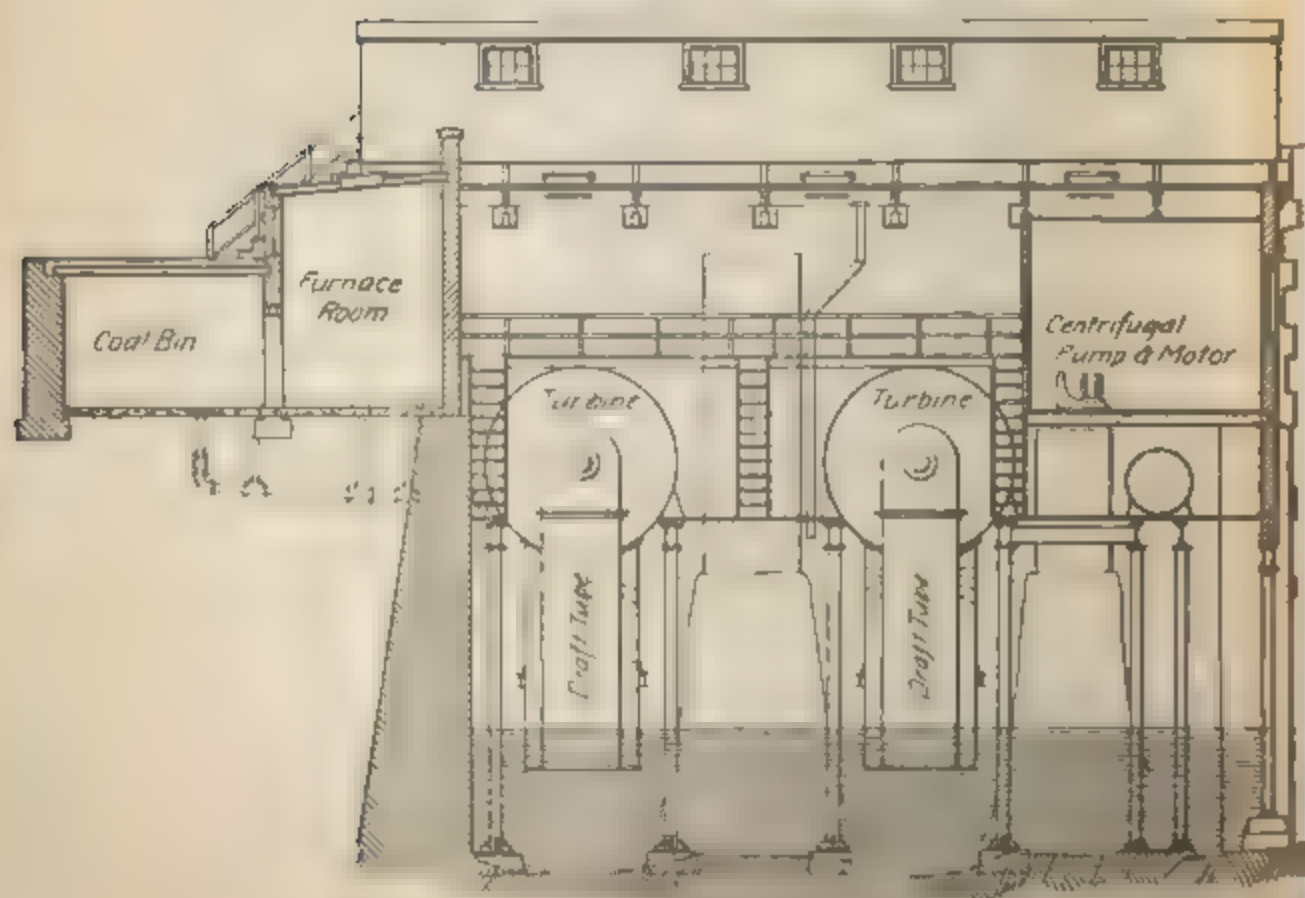 Furnace
Room
Coal Bin
Centrifugal
Pump & Motor
Turbine
Turbine
Draft Tube
Draft Tube